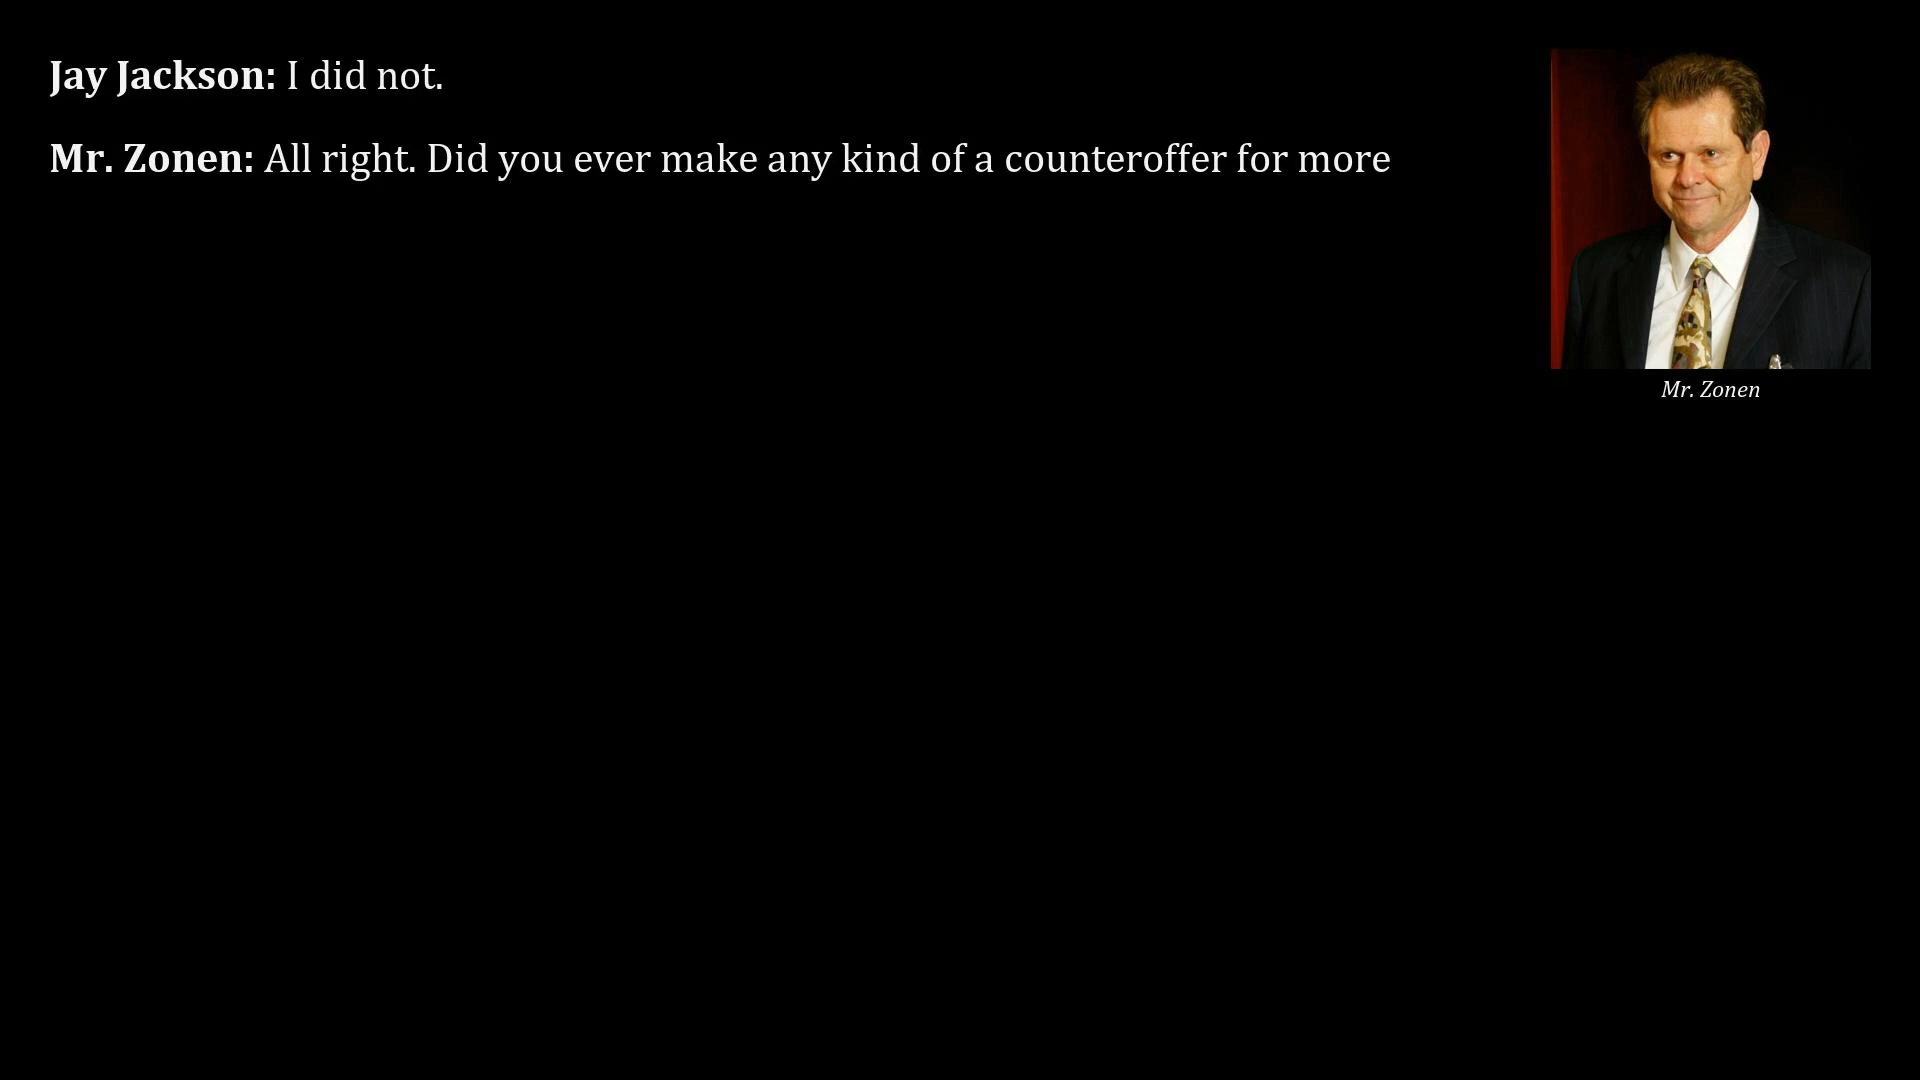 Jay Jackson: I did not.
Mr. Zonen: All right. Did you ever make any kind of a counteroffer for more
Mr. Zonen